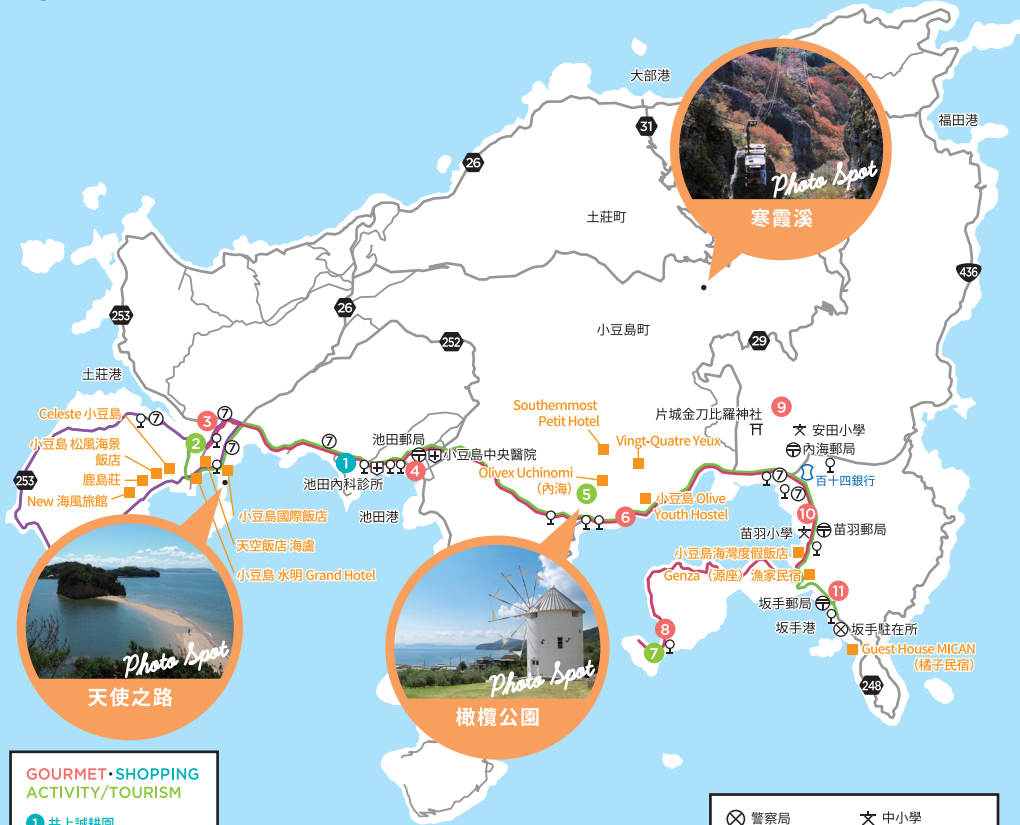 大部港
31
福田港
26
Photo Spot
寒霞溪
土莊町
436
253
26
小豆島町
252
29
土莊港
Celeste 小豆島
7
3
7
2
7
小豆島 松風海景
飯店
鹿島莊
New 海風旅館
253
小豆島國際飯店
天空飯店 海盧
小豆島 水明 Grand Hotel
Photo Spot
天使之路
7
1
池田郵局
小豆島中央醫院
4
池田內科診所
池田港
Southernmost
Petit Hotel
Vingt-Quatre Yeux
Olivex Uchinomi
（內海）
5
6
小豆島 Olive
Youth Hostel
片城金刀比羅神社
9
安田小學
內海郵局
7
百十四銀行
7
10
苗羽小學
苗羽郵局
小豆島海灣度假飯店
Genza（源座）漁家民宿
11
坂手郵局
坂手港
坂手駐在所
Guest House MICAN
（橘子民宿）
248
8
7
Photo Spot
橄欖公園
GOURMET・SHOPPING
ACTIVITY/TOURISM
1 井上誠耕園
警察局
中小學